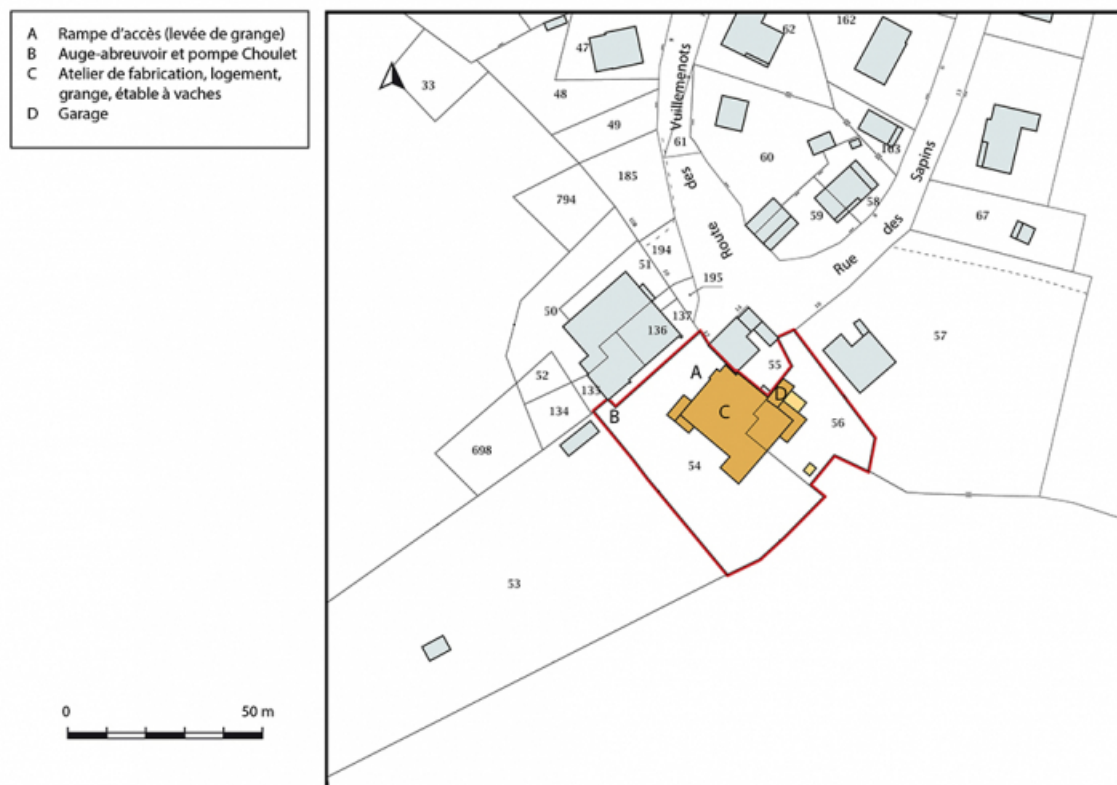 A Rampe d'accès (levée de grange)
B Auge-abreuvoir et pompe Choulet
C Atelier de fabrication, logement,
grange, étable à vaches
D Garage
0 50 m
47
62
162
33
48
49
61
60
163
185
794
59
58
67
194
51
195
50
137
136
57
55
52
135
134
698
54
56
53
Route des Vuillemenots
Rue des Sapins
A
B
C
D